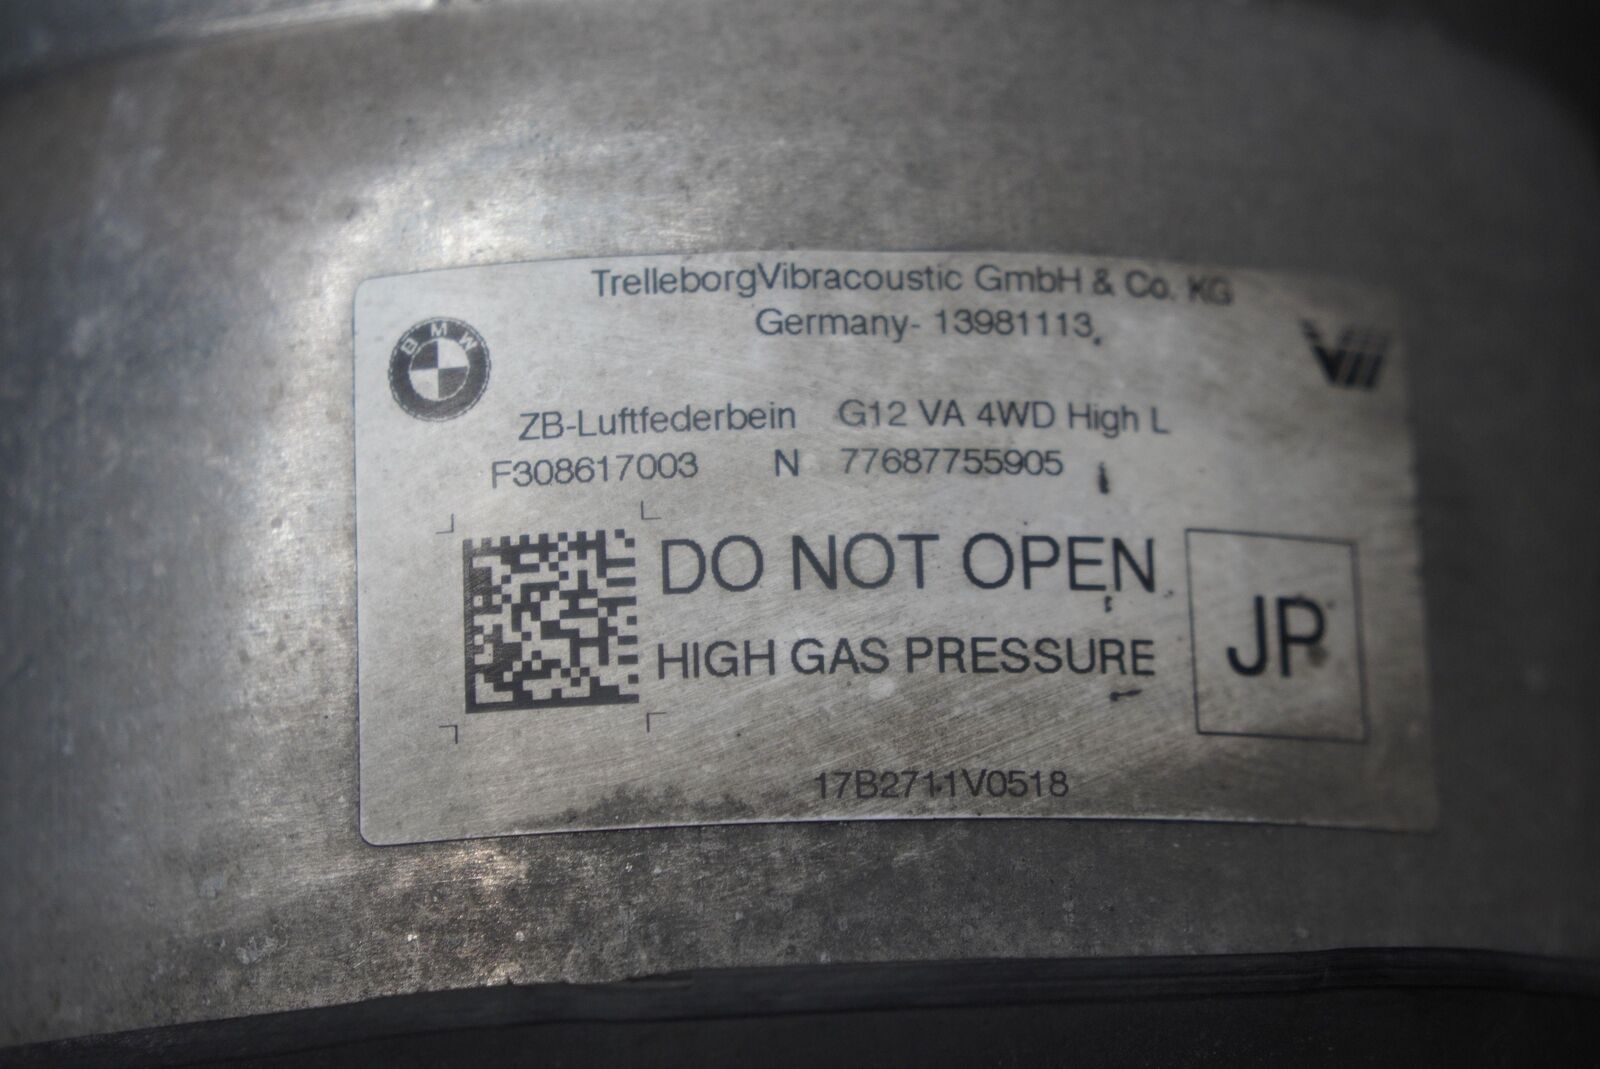 TrelleborgVibracoustic GmbH & Co. KG
Germany- 13981113
BMW
ZB-Luftfederbein G12 VA 4WD High L
F308617003 N 77687755905
DO NOT OPEN
HIGH GAS PRESSURE
JP
17B2711V0518